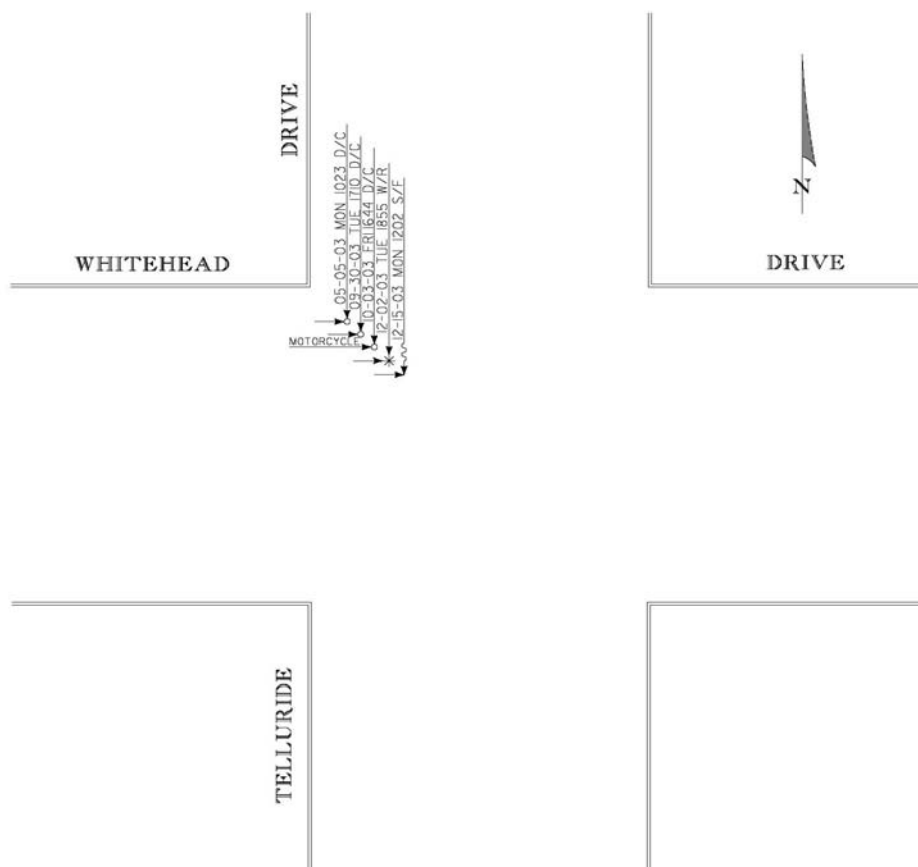 DRIVE
WHITEHEAD
DRIVE
N
05-05-03 MON 1023 D/C
09-30-03 TUE 1710 D/C
10-03-03 FRI 1644 D/C
12-02-03 TUE 1855 W/R
12-15-03 MON 1202 S/F
MOTORCYCLE
TELLURIDE